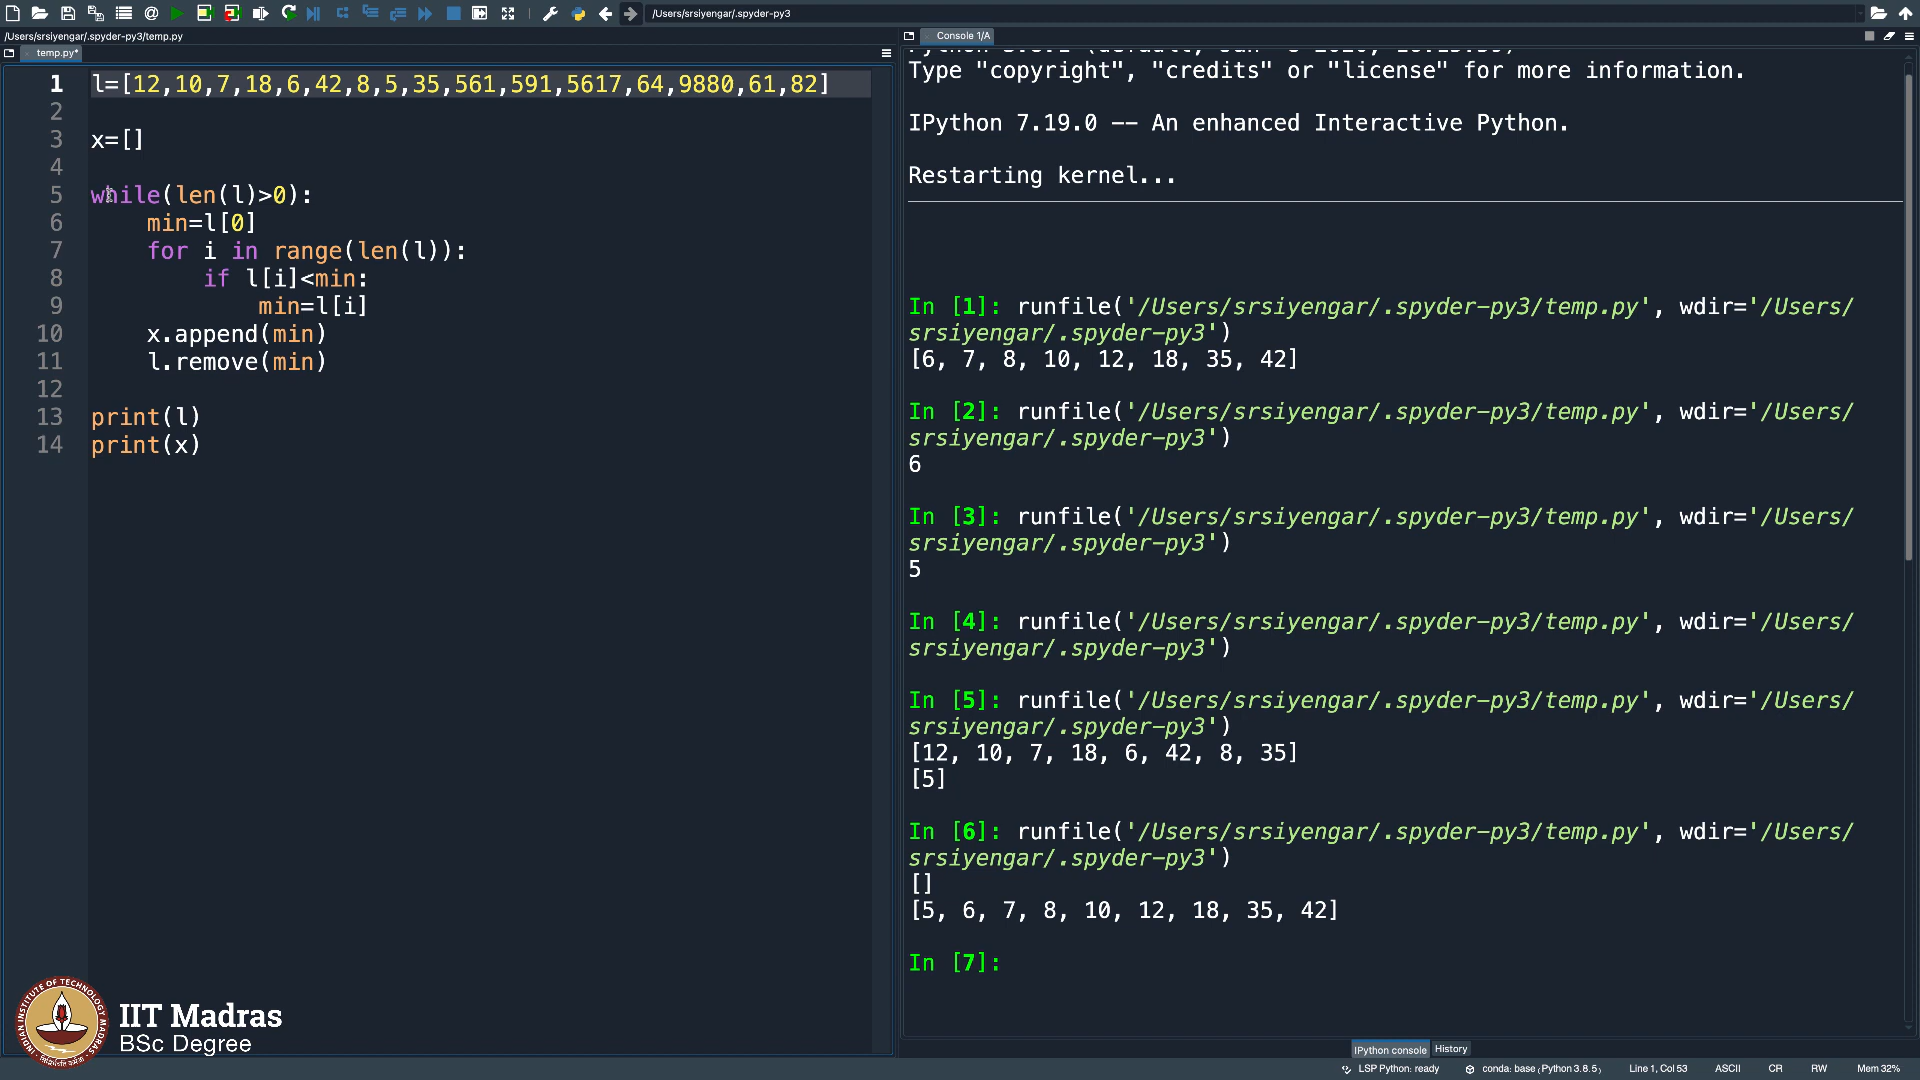 /Users/srsiyengar/.spyder-py3
/Users/srsiyengar/.spyder-py3/temp.py
temp.py*
1 l=[12,10,7,18,6,42,8,5,35,561,591,5617,64,9880,61,82]
2
3 x=[]
4
5 while(len(l)>0):
6 min=l[0]
7 for i in range(len(l)):
8 if l[i]<min:
9 min=l[i]
10 x.append(min)
11 l.remove(min)
12
13 print(l)
14 print(x)
IIT Madras
BSc Degree
INDIAN INSTITUTE OF TECHNOLOGY MADRAS
Console 1/A
Type "copyright", "credits" or "license" for more information.
IPython 7.19.0 -- An enhanced Interactive Python.
Restarting kernel...
In [1]: runfile('/Users/srsiyengar/.spyder-py3/temp.py', wdir='/Users/
srsiyengar/.spyder-py3')
[6, 7, 8, 10, 12, 18, 35, 42]
In [2]: runfile('/Users/srsiyengar/.spyder-py3/temp.py', wdir='/Users/
srsiyengar/.spyder-py3')
6
In [3]: runfile('/Users/srsiyengar/.spyder-py3/temp.py', wdir='/Users/
srsiyengar/.spyder-py3')
5
In [4]: runfile('/Users/srsiyengar/.spyder-py3/temp.py', wdir='/Users/
srsiyengar/.spyder-py3')
In [5]: runfile('/Users/srsiyengar/.spyder-py3/temp.py', wdir='/Users/
srsiyengar/.spyder-py3')
[12, 10, 7, 18, 6, 42, 8, 35]
[5]
In [6]: runfile('/Users/srsiyengar/.spyder-py3/temp.py', wdir='/Users/
srsiyengar/.spyder-py3')
[]
[5, 6, 7, 8, 10, 12, 18, 35, 42]
In [7]:
IPython console History
LSP Python: ready conda: base (Python 3.8.5) Line 1, Col 53 ASCII CR RW Mem 32%